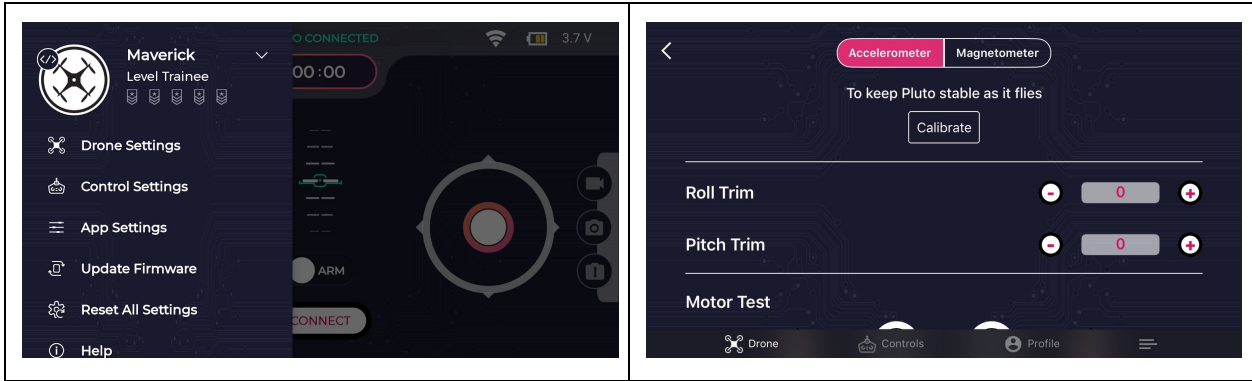 Maverick
Level Trainee
Drone Settings
Control Settings
App Settings
Update Firmware
Reset All Settings
Help
O CONNECTED
3.7 V
00:00
ARM
CONNECT
Accelerometer Magnetometer
To keep Pluto stable as it flies
Calibrate
Roll Trim - 0 +
Pitch Trim - 0 +
Motor Test
Drone Controls Profile